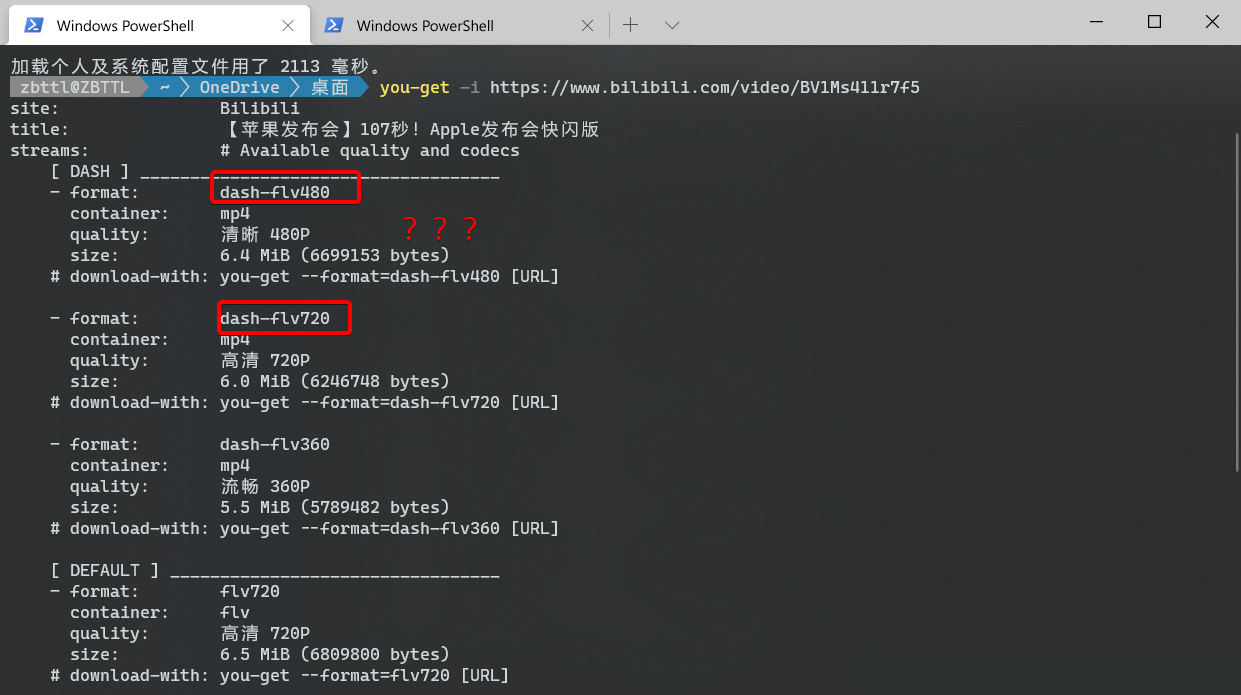 Windows PowerShell
Windows PowerShell
加载个人及系统配置文件用了 2113 毫秒。
zbttl@ZBTTL ~ OneDrive 桌面 you-get -i https://www.bilibili.com/video/BV1Ms411r7f5
site: Bilibili
title: 【苹果发布会】107秒！Apple发布会快闪版
streams: # Available quality and codecs
[ DASH ] ____________________________________
- format: dash-flv480
container: mp4
quality: 清晰 480P
？？？
size: 6.4 MiB (6699153 bytes)
# download-with: you-get --format=dash-flv480 [URL]
- format: dash-flv720
container: mp4
quality: 高清 720P
size: 6.0 MiB (6246748 bytes)
# download-with: you-get --format=dash-flv720 [URL]
- format: dash-flv360
container: mp4
quality: 流畅 360P
size: 5.5 MiB (5789482 bytes)
# download-with: you-get --format=dash-flv360 [URL]
[ DEFAULT ] _________________________________
- format: flv720
container: flv
quality: 高清 720P
size: 6.5 MiB (6809800 bytes)
# download-with: you-get --format=flv720 [URL]